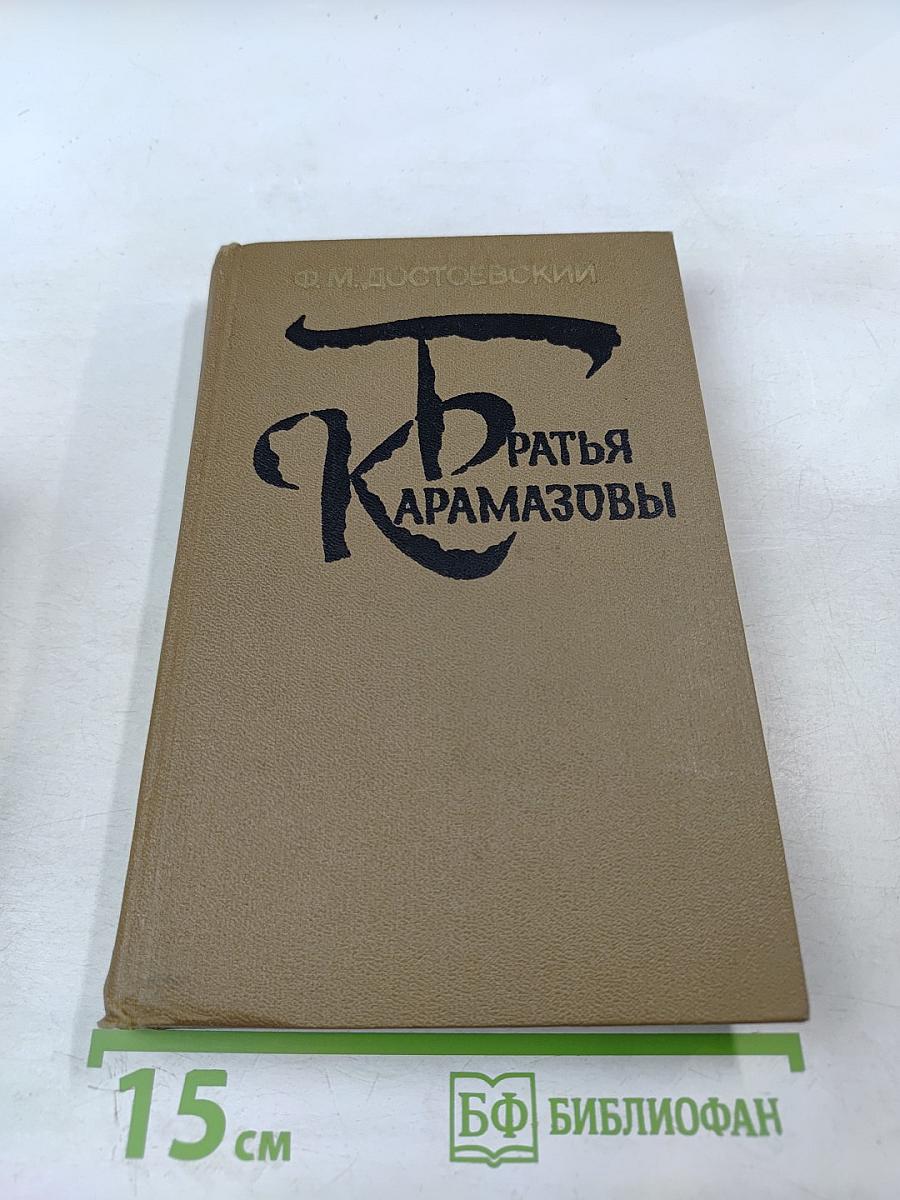 Ф. М. ДОСТОЕВСКИЙ
БРАТЬЯ
КАРАМАЗОВЫ
15 см
БФ БИБЛИОФАН